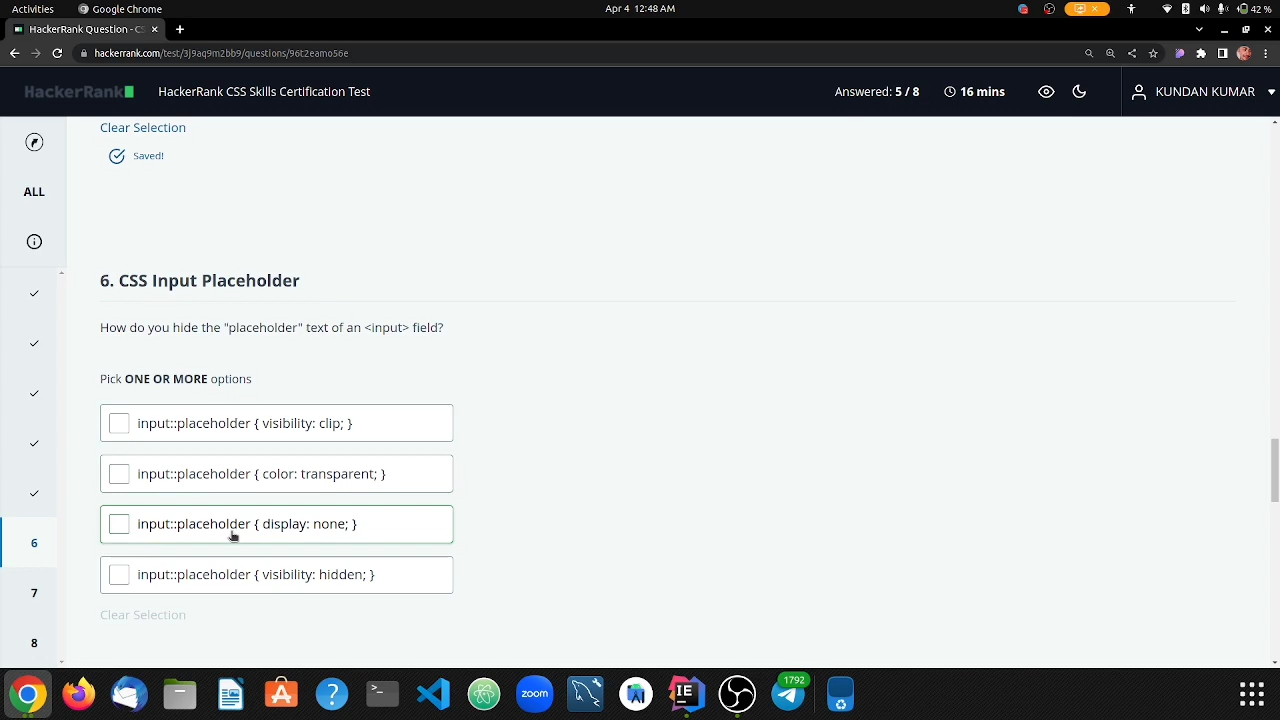 Activities Google Chrome Apr 4 12:48 AM 42 %
HackerRank Question - CS
hackerrank.com/test/3j9aq9m2bb9/questions/96t2eamo56e
HackerRank HackerRank CSS Skills Certification Test Answered: 5 / 8 16 mins KUNDAN KUMAR
Clear Selection
Saved!
ALL
6. CSS Input Placeholder
How do you hide the "placeholder" text of an <input> field?
Pick ONE OR MORE options
input::placeholder { visibility: clip; }
input::placeholder { color: transparent; }
input::placeholder { display: none; }
input::placeholder { visibility: hidden; }
Clear Selection
6
7
8
zoom
IE
1792